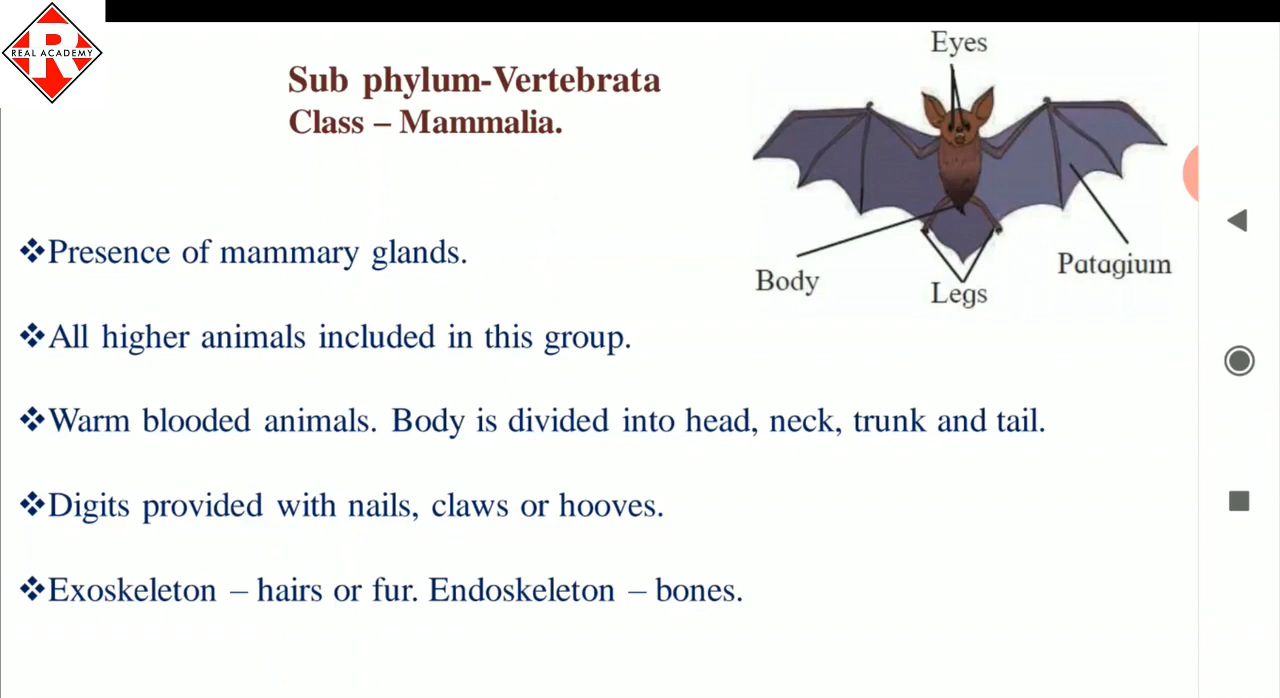 REAL ACADEMY
Sub phylum-Vertebrata
Class – Mammalia.
Eyes
Body
Legs
Patagium
❖Presence of mammary glands.
❖All higher animals included in this group.
❖Warm blooded animals. Body is divided into head, neck, trunk and tail.
❖Digits provided with nails, claws or hooves.
❖Exoskeleton – hairs or fur. Endoskeleton – bones.